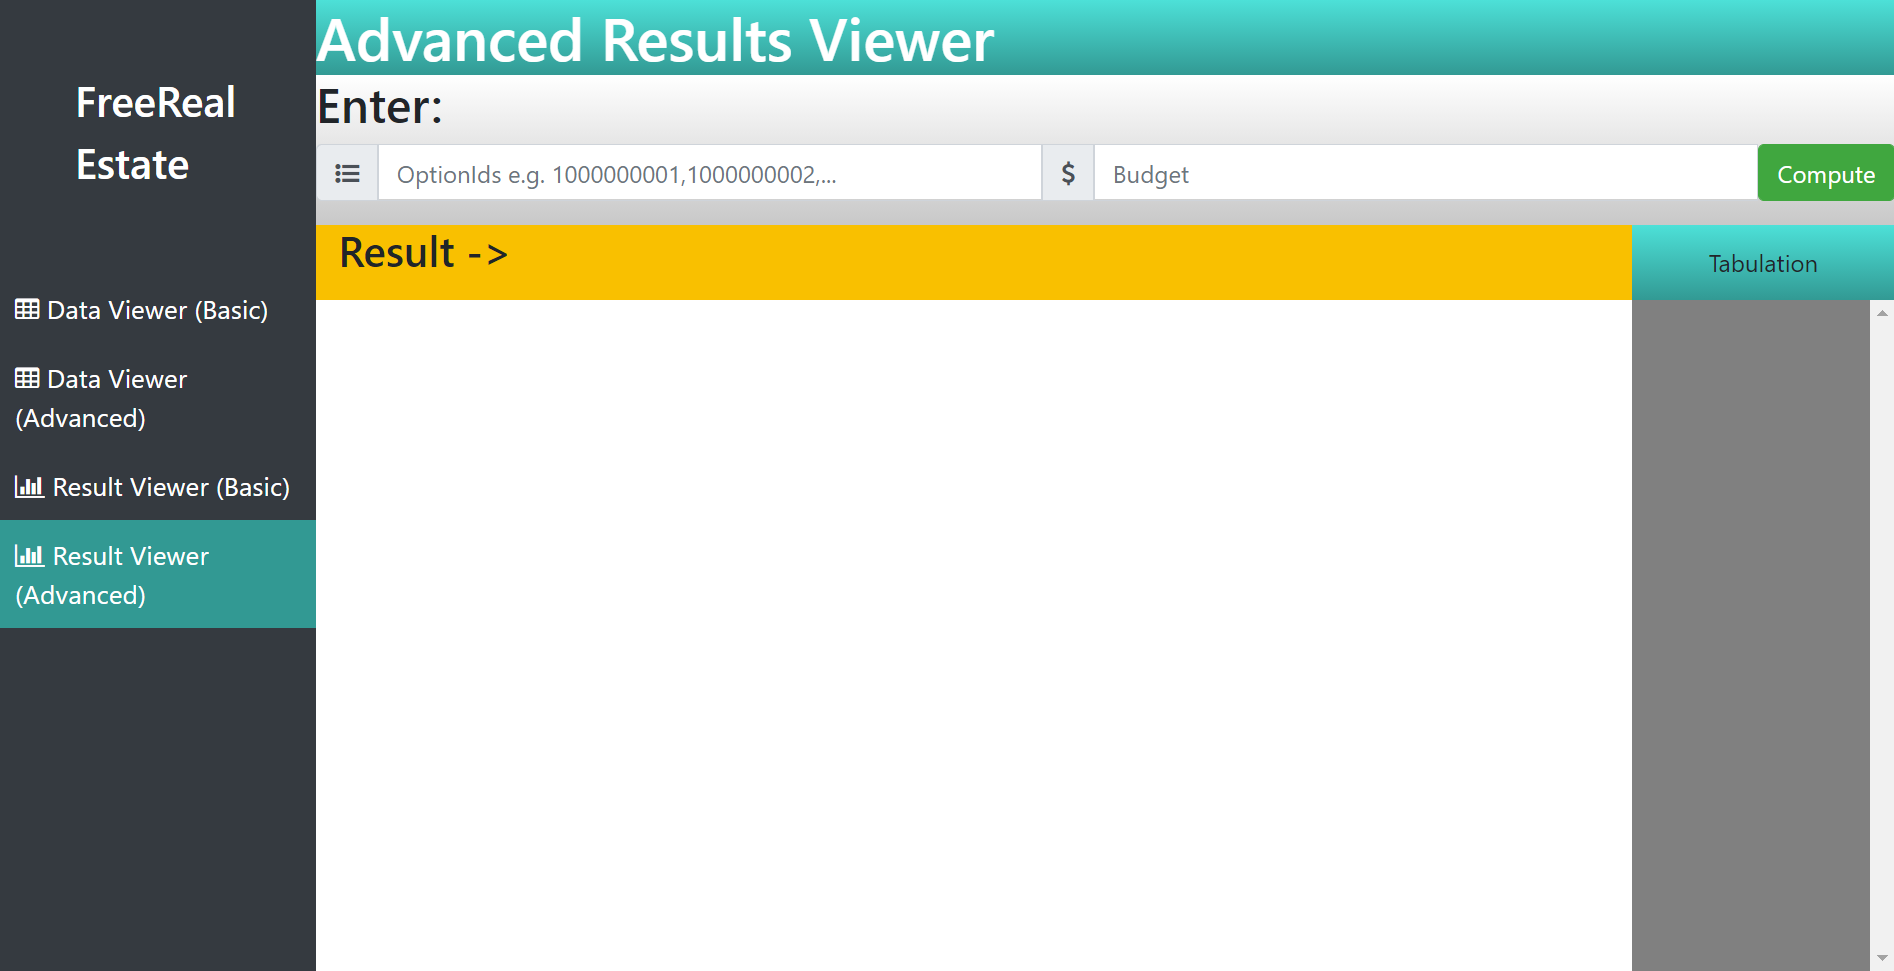 FreeReal
Estate
Data Viewer (Basic)
Data Viewer
(Advanced)
Result Viewer (Basic)
Result Viewer
(Advanced)
Advanced Results Viewer
Enter:
OptionIds e.g. 1000000001,1000000002,...
$
Budget
Compute
Result ->
Tabulation